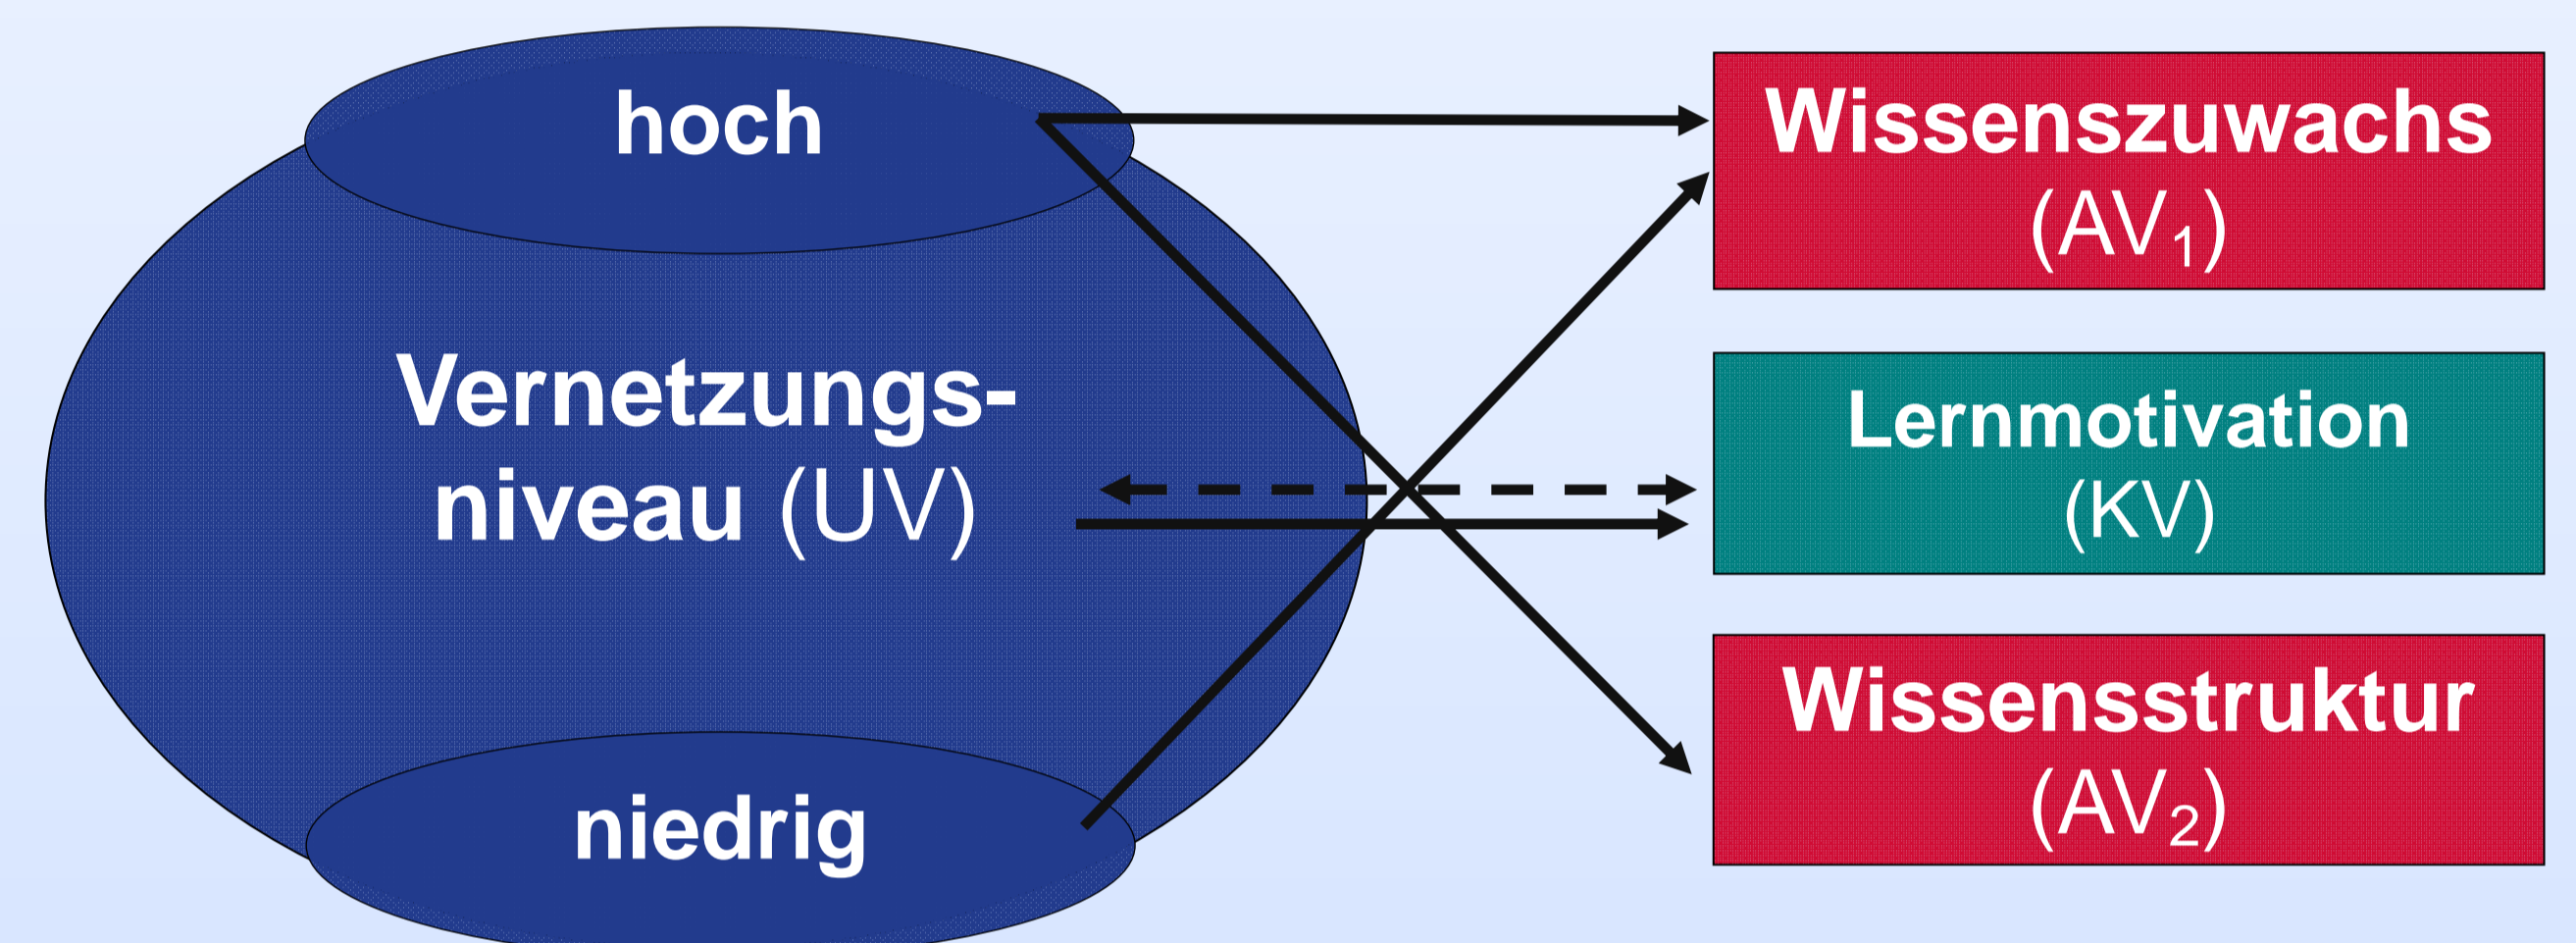 hoch
Vernetzungs-
niveau (UV)
niedrig
Wissenszuwachs
(AV₁)
Lernmotivation
(KV)
Wissensstruktur
(AV₂)